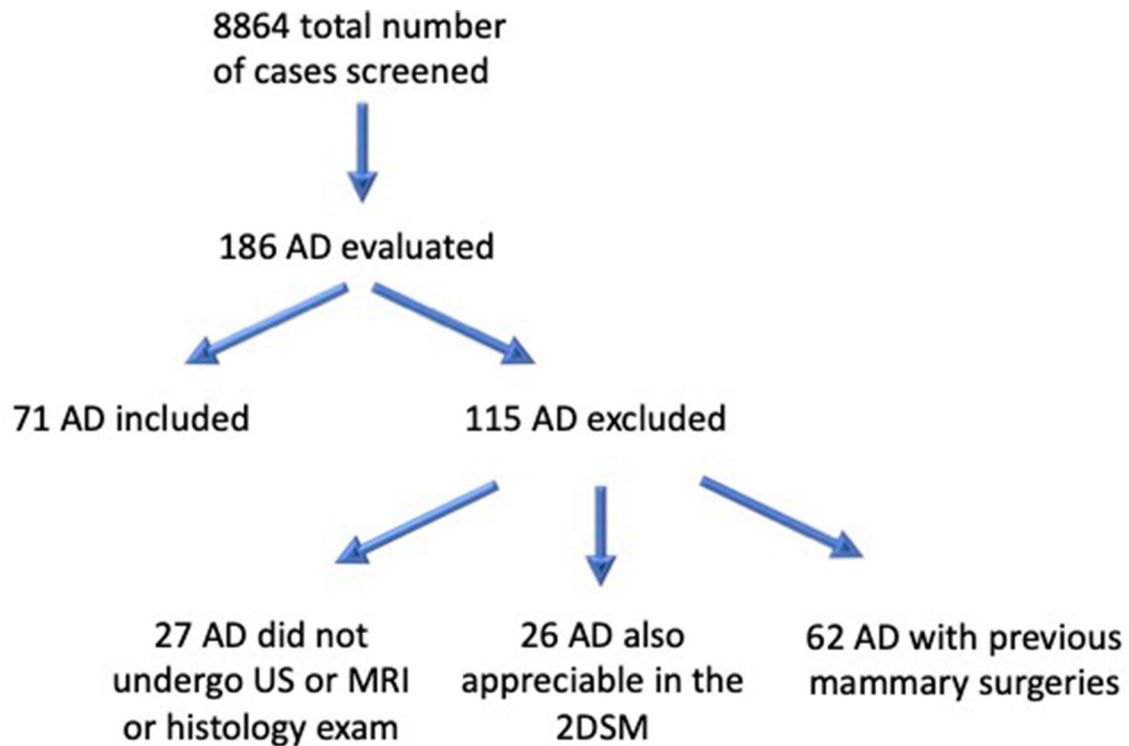 8864 total number
of cases screened
186 AD evaluated
71 AD included
115 AD excluded
27 AD did not
undergo US or MRI
or histology exam
26 AD also
appreciable in the
2DSM
62 AD with previous
mammary surgeries